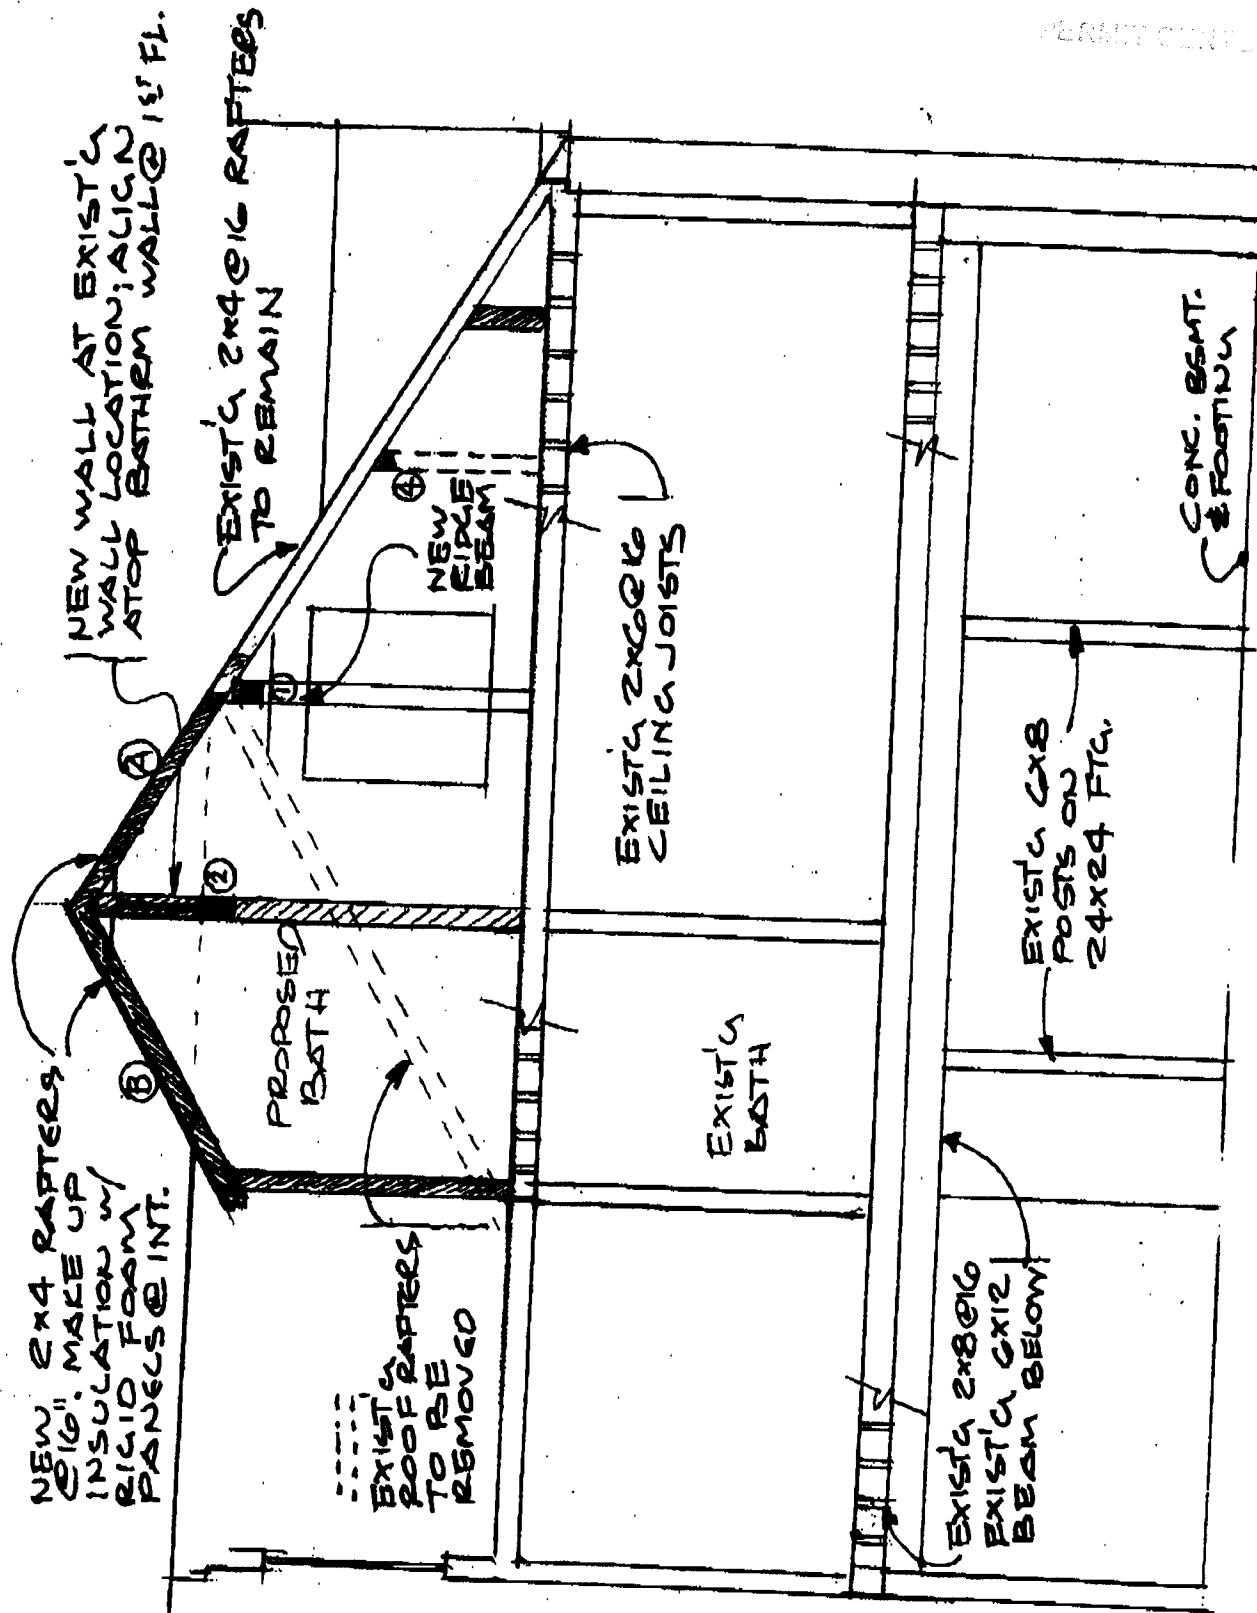 PERMIT CENTE
NEW WALL AT EXIST'G
WALL LOCATION; ALIGN
ATOP BATHRM WALL @ 1ST FL.
EXIST'G 2x4 @ 16 RAFTERS
TO REMAIN
NEW 2x4 RAFTERS
@ 16". MAKE UP
INSULATION W/
RIGID FOAM
PANELS @ INT.
A
B
2
1
4
NEW
RIDGE
BEAM
PROPOSED
BATH
EXIST'G
ROOF RAFTERS
TO BE
REMOVED
EXIST'G 2x6 @ 16
CEILING JOISTS
EXIST'G
BATH
EXIST'G 6x8
POSTS ON
24x24 FTG.
CONC. BSMT.
& FOOTING
EXIST'G 2x8 @ 16
EXIST'G 6x12
BEAM BELOW